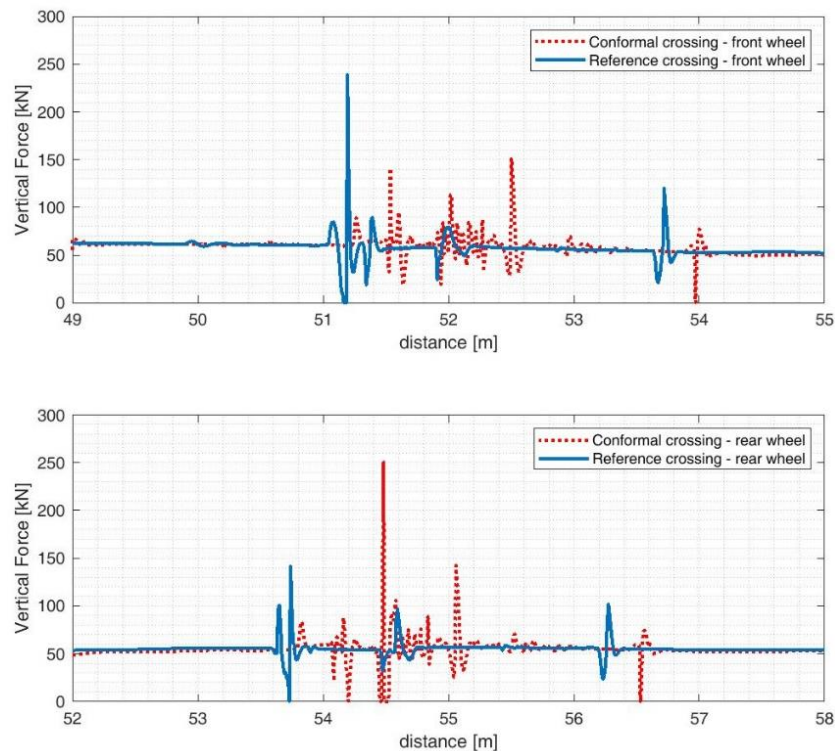 300
Conformal crossing - front wheel
250
Reference crossing - front wheel
200
150
100
50
0
Vertical Force [kN]
49 50 51 52 53 54 55
distance [m]
300
Conformal crossing - rear wheel
250
Reference crossing - rear wheel
200
150
100
50
0
Vertical Force [kN]
52 53 54 55 56 57 58
distance [m]